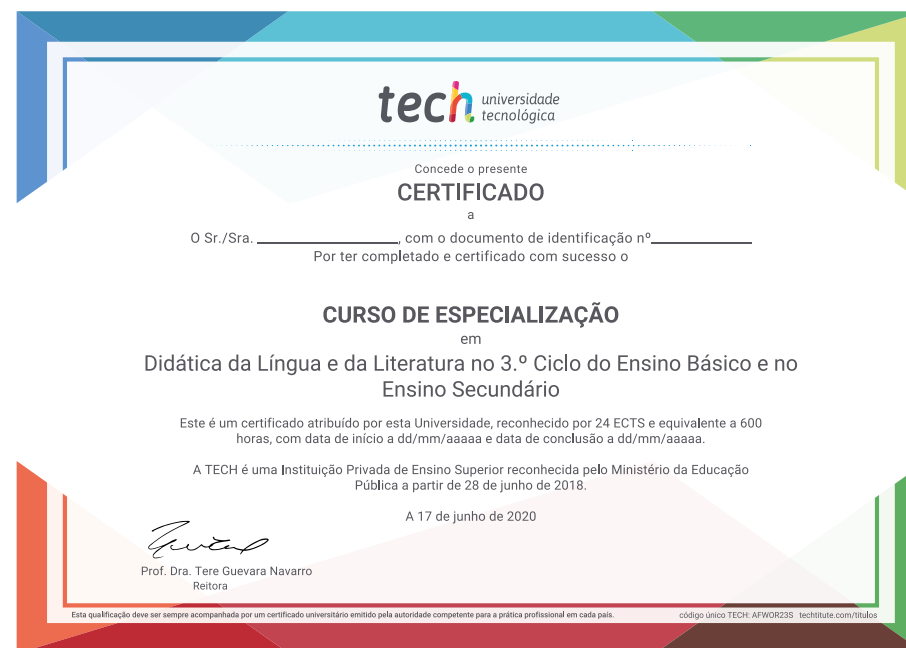 tech universidade
tecnológica
Concede o presente
CERTIFICADO
a
O Sr./Sra. ____________________, com o documento de identificação nº______________
Por ter completado e certificado com sucesso o
CURSO DE ESPECIALIZAÇÃO
em
Didática da Língua e da Literatura no 3.º Ciclo do Ensino Básico e no
Ensino Secundário
Este é um certificado atribuído por esta Universidade, reconhecido por 24 ECTS e equivalente a 600
horas, com data de início a dd/mm/aaaaa e data de conclusão a dd/mm/aaaaa.
A TECH é uma Instituição Privada de Ensino Superior reconhecida pelo Ministério da Educação
Pública a partir de 28 de junho de 2018.
A 17 de junho de 2020
Prof. Dra. Tere Guevara Navarro
Reitora
Esta qualificação deve ser sempre acompanhada por um certificado universitário emitido pela autoridade competente para a prática profissional em cada país.
código único TECH: AFWOR23S techtitute.com/titulos